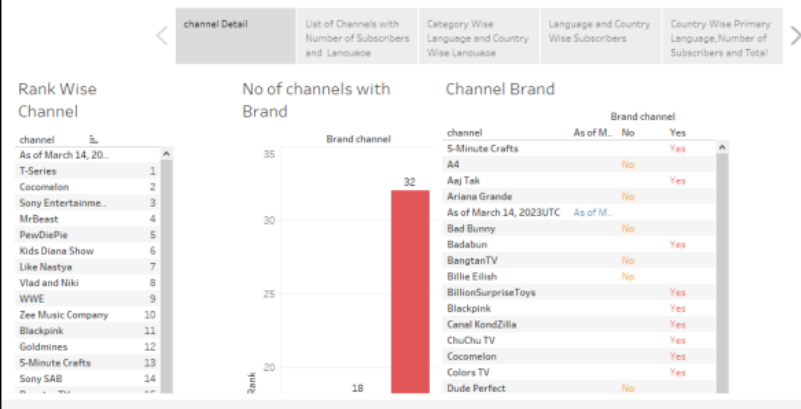 channel Detail
List of Channels with
Number of Subscribers
and Language
Category Wise
Language and Country
Wise Language
Language and Country
Wise Subscribers
Country Wise Primary
Language,Number of
Subscribers and Total
Rank Wise
Channel
channel
As of March 14, 20..
T-Series 1
Cocomelon 2
Sony Entertainme.. 3
MrBeast 4
PewDiePie 5
Kids Diana Show 6
Like Nastya 7
Vlad and Niki 8
WWE 9
Zee Music Company 10
Blackpink 11
Goldmines 12
5-Minute Crafts 13
Sony SAB 14
No of channels with
Brand
Brand channel
35
32
30
25
20
18
Rank
Channel Brand
Brand channel
channel As of M.. No Yes
5-Minute Crafts Yes
A4 No
Aaj Tak Yes
Ariana Grande No
As of March 14, 2023UTC As of M..
Bad Bunny No
Badabun Yes
BangtanTV No
Billie Eilish No
BillionSurpriseToys Yes
Blackpink Yes
Canal KondZilla Yes
ChuChu TV Yes
Cocomelon Yes
Colors TV Yes
Dude Perfect No